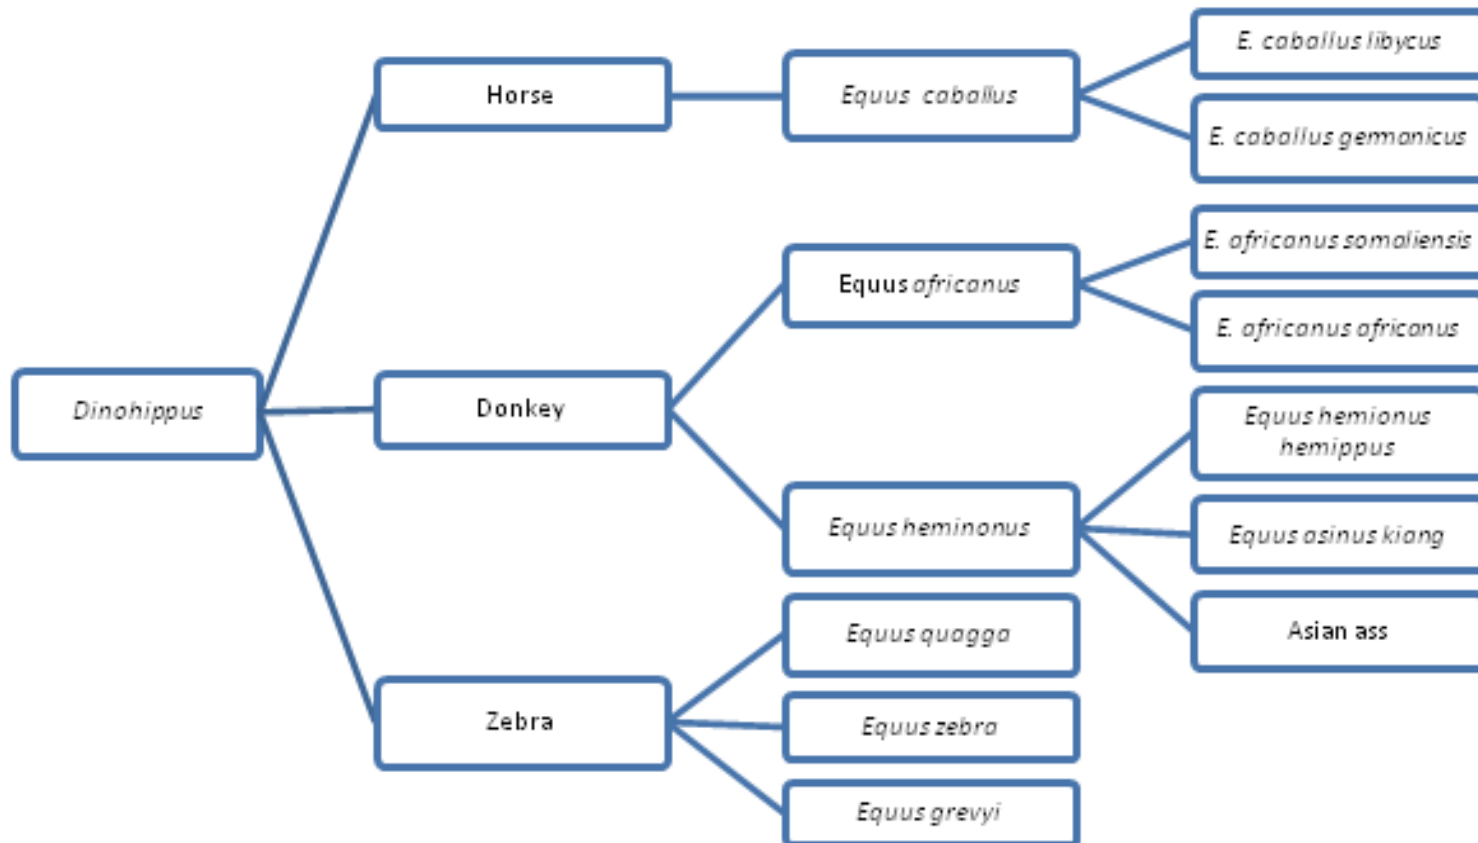 Dinohippus
Horse
Donkey
Zebra
Equus caballus
Equus africanus
Equus heminonus
Equus quagga
Equus zebra
Equus grevyi
E. caballus libycus
E. caballus germanicus
E. africanus somaliensis
E. africanus africanus
Equus hemionus
hemippus
Equus asinus kiang
Asian ass